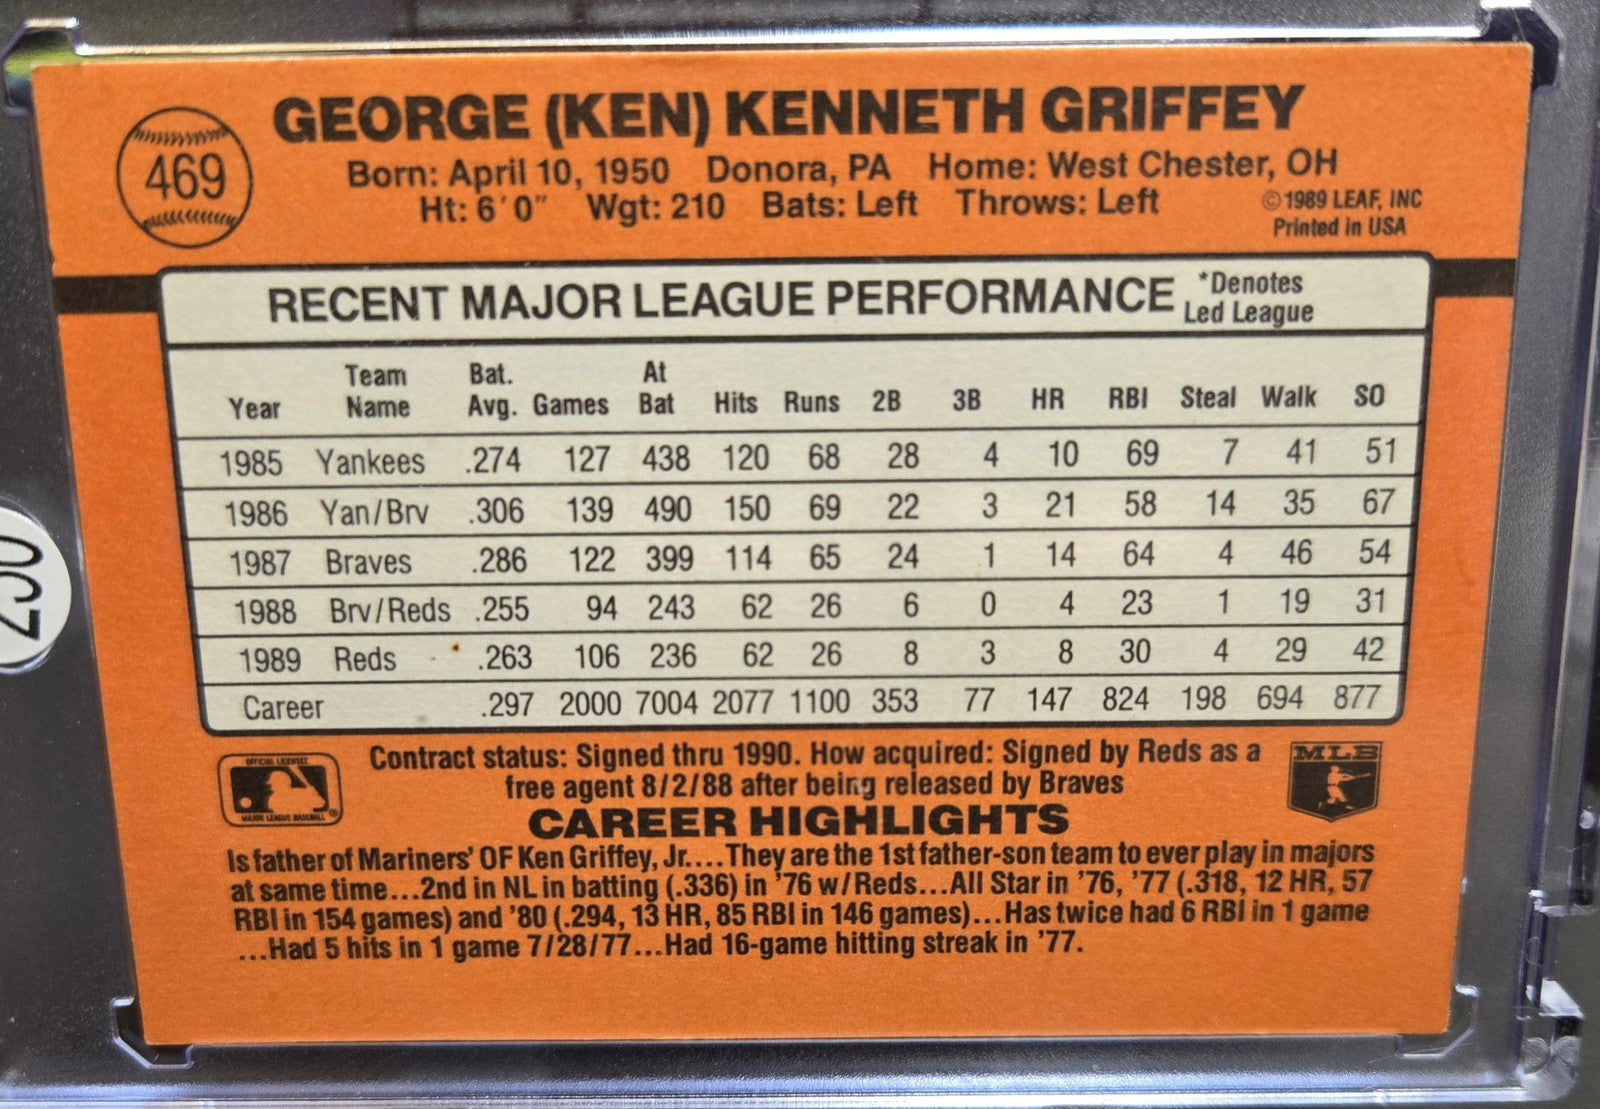 GEORGE (KEN) KENNETH GRIFFEY
469
Born: April 10, 1950 Donora, PA Home: West Chester, OH
Ht: 6'0" Wgt: 210 Bats: Left Throws: Left
©1989 LEAF, INC
Printed in USA
RECENT MAJOR LEAGUE PERFORMANCE
*Denotes
Led League
Year Team Name Bat. Avg. Games At Bat Hits Runs 2B 3B HR RBI Steal Walk SO
1985 Yankees .274 127 438 120 68 28 4 10 69 7 41 51
1986 Yan/Brv .306 139 490 150 69 22 3 21 58 14 35 67
1987 Braves .286 122 399 114 65 24 1 14 64 4 46 54
1988 Brv/Reds .255 94 243 62 26 6 0 4 23 1 19 31
1989 Reds .263 106 236 62 26 8 3 8 30 4 29 42
Career .297 2000 7004 2077 1100 353 77 147 824 198 694 877
Contract status: Signed thru 1990. How acquired: Signed by Reds as a
free agent 8/2/88 after being released by Braves
OFFICIAL LICENSEE
MAJOR LEAGUE BASEBALL
®
MLB
CAREER HIGHLIGHTS
Is father of Mariners' OF Ken Griffey, Jr....They are the 1st father-son team to ever play in majors
at same time...2nd in NL in batting (.336) in '76 w/Reds...All Star in '76, '77 (.318, 12 HR, 57
RBI in 154 games) and '80 (.294, 13 HR, 85 RBI in 146 games)...Has twice had 6 RBI in 1 game
...Had 5 hits in 1 game 7/28/77...Had 16-game hitting streak in '77.